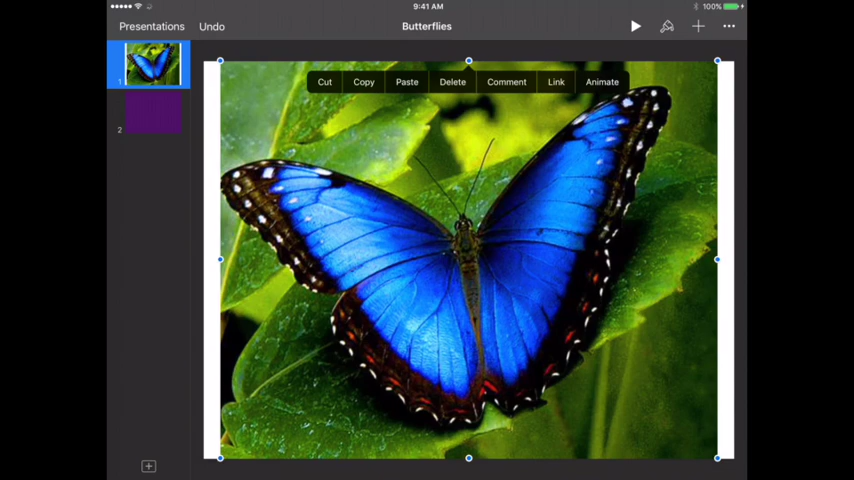 9:41 AM
100%
Presentations Undo Butterflies
Cut Copy Paste Delete Comment Link Animate
1
2